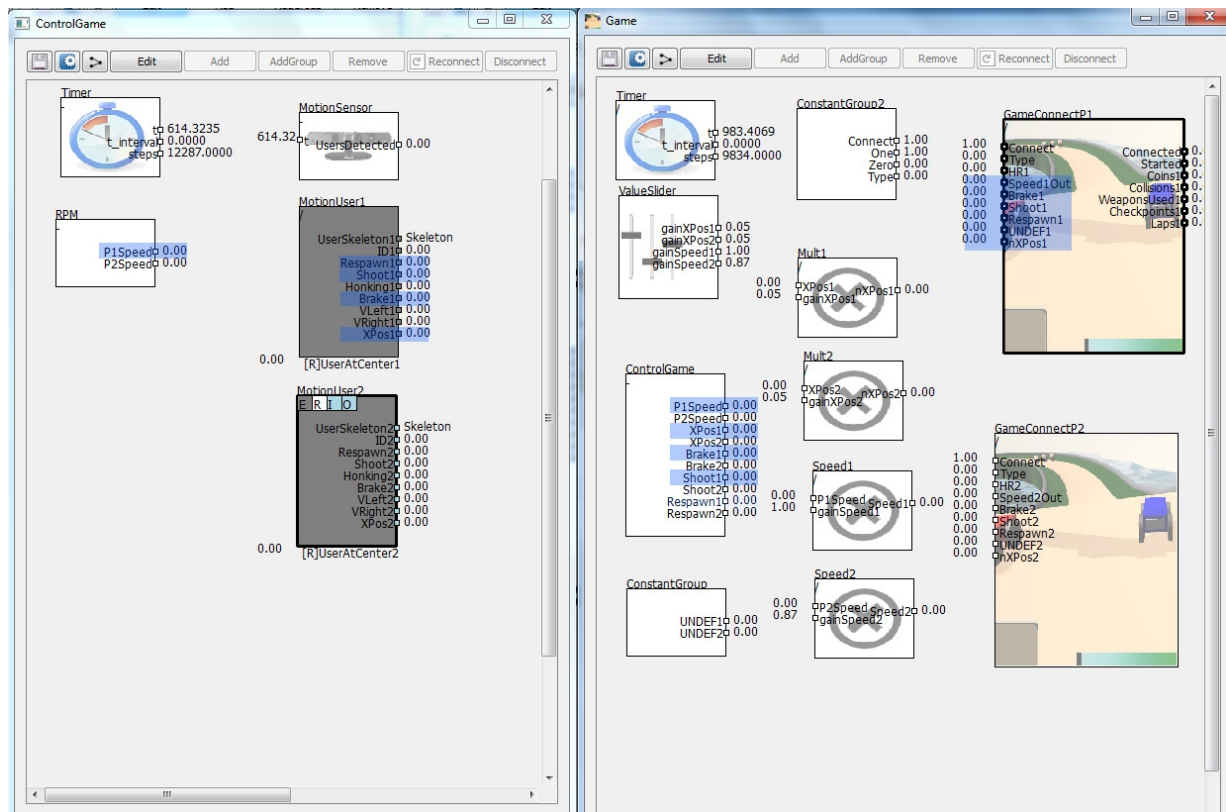 ControlGame
Edit Add AddGroup Remove Reconnect Disconnect
Timer
t 614.3235
t_interval 0.0000
steps 12287.0000
MotionSensor
614.32 t UsersDetected 0.00
RPM
P1Speed 0.00
P2Speed 0.00
MotionUser1
UserSkeleton1 Skeleton
ID1 0.00
Respawn1 0.00
Shoot1 0.00
Honking1 0.00
Brake1 0.00
VLeft1 0.00
VRight1 0.00
XPos1 0.00
0.00 [R]UserAtCenter1
MotionUser2
E R I O
UserSkeleton2 Skeleton
ID2 0.00
Respawn2 0.00
Shoot2 0.00
Honking2 0.00
Brake2 0.00
VLeft2 0.00
VRight2 0.00
XPos2 0.00
0.00 [R]UserAtCenter2
Game
Edit Add AddGroup Remove Reconnect Disconnect
Timer
t 983.4069
t_interval 0.0000
steps 9834.0000
ValueSlider
gainXPos1 0.05
gainXPos2 0.05
gainSpeed1 1.00
gainSpeed2 0.87
ControlGame
P1Speed 0.00
P2Speed 0.00
XPos1 0.00
XPos2 0.00
Brake1 0.00
Brake2 0.00
Shoot1 0.00
Shoot2 0.00
Respawn1 0.00
Respawn2 0.00
ConstantGroup
UNDEF1 0.00
UNDEF2 0.00
ConstantGroup2
Connect 1.00
One 1.00
Zero 0.00
Type 0.00
Mult1
0.00 XPos1 nXPos1 0.00
0.05 gainXPos1
Mult2
0.00 XPos2 nXPos2 0.00
0.05 gainXPos2
Speed1
0.00 P1Speed Speed1 0.00
1.00 gainSpeed1
Speed2
0.00 P2Speed Speed2 0.00
0.87 gainSpeed2
GameConnectP1
1.00 Connect
0.00 Type
0.00 HR1
0.00 Speed1Out
0.00 Brake1
0.00 Shoot1
0.00 Respawn1
0.00 UNDEF1
0.00 nXPos1
Connected 0.
Started 0.
Coins1 0.
Collisions1 0.
WeaponsUsed1 0.
Checkpoints1 0.
Laps1 0.
GameConnectP2
1.00 Connect
0.00 Type
0.00 HR2
0.00 Speed2Out
0.00 Brake2
0.00 Shoot2
0.00 Respawn2
0.00 UNDEF2
0.00 nXPos2